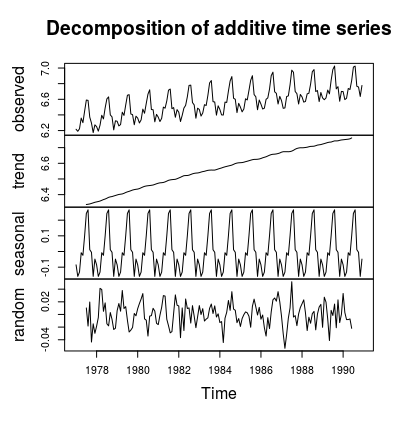 Decomposition of additive time series
observed
6.2 6.6 7.0
trend
6.4 6.6
seasonal
-0.1 0.1
random
-0.04 0.02
1978 1980 1982 1984 1986 1988 1990
Time